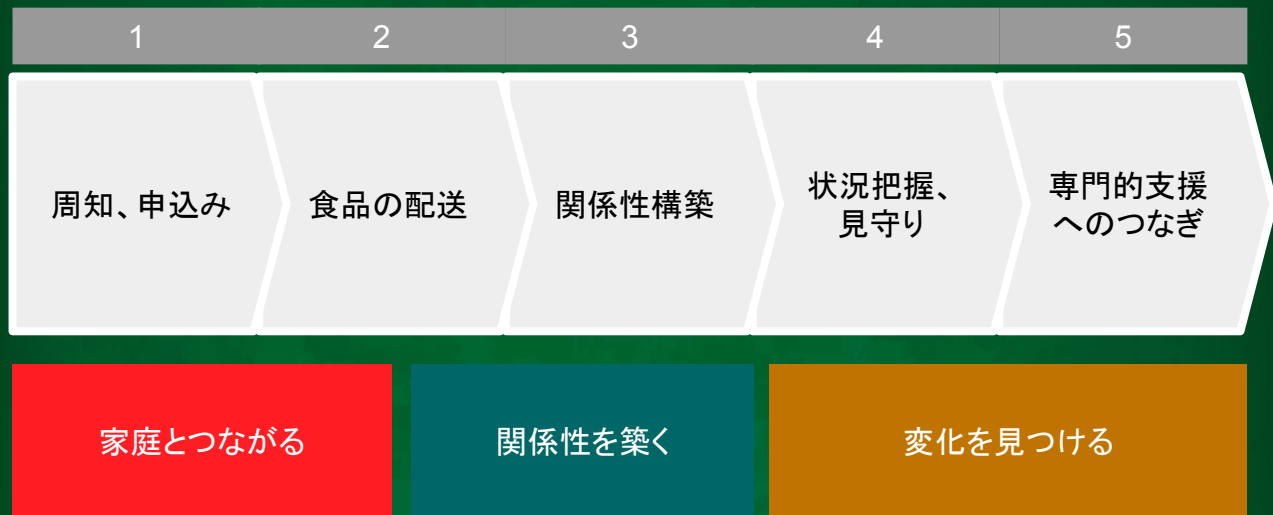 1
2
3
4
5
周知、申込み
食品の配送
関係性構築
状況把握、
見守り
専門的支援
へのつなぎ
家庭とつながる
関係性を築く
変化を見つける